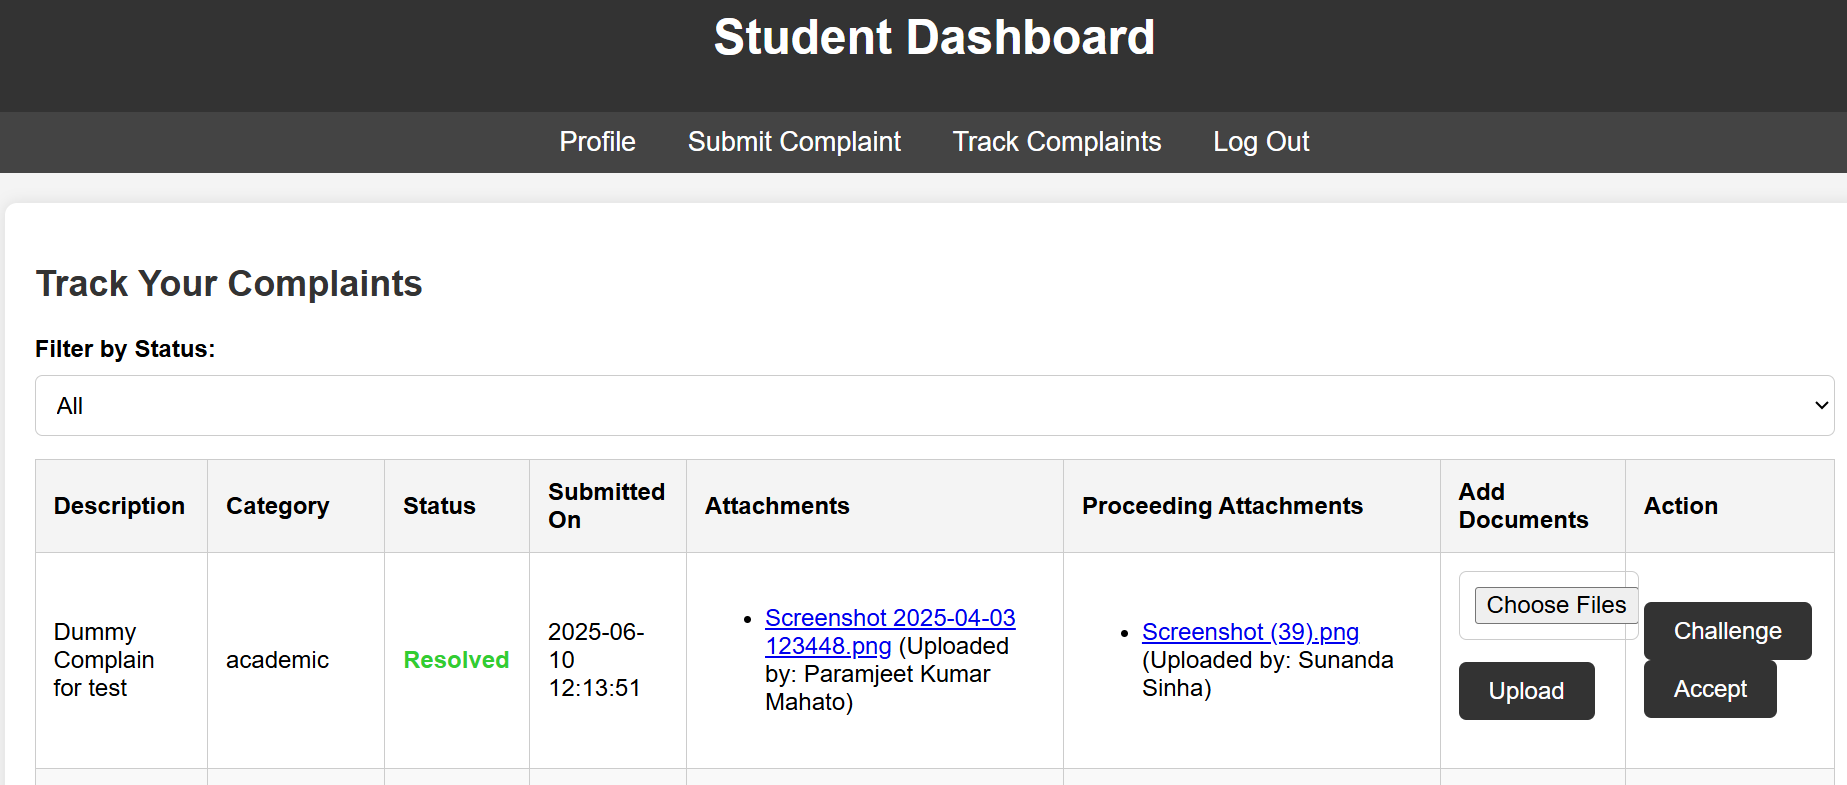 Student Dashboard
Profile Submit Complaint Track Complaints Log Out
Track Your Complaints
Filter by Status:
All
Description Category Status Submitted On Attachments Proceeding Attachments Add Documents Action
Dummy
Complain
for test
academic
Resolved
2025-06-
10
12:13:51
Screenshot 2025-04-03
123448.png (Uploaded
by: Paramjeet Kumar
Mahato)
Screenshot (39).png
(Uploaded by: Sunanda
Sinha)
Choose Files
Upload
Challenge
Accept